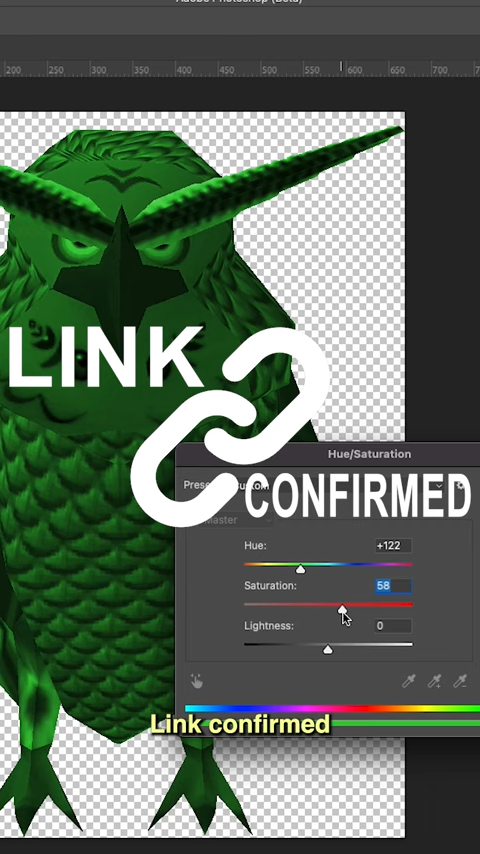 Adobe Photoshop (Beta)
200 250 300 350 400 450 500 550 600 650 700
LINK
Hue/Saturation
CONFIRMED
Master
Hue: +122
Saturation: 58
Lightness: 0
Link confirmed